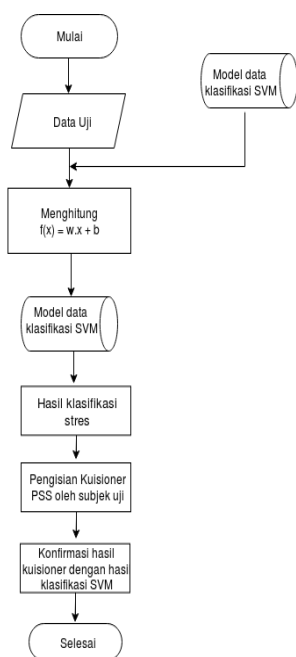 Mulai
Model data
klasifikasi SVM
Data Uji
Menghitung
f(x) = w.x + b
Model data
klasifikasi SVM
Hasil klasifikasi
stres
Pengisian Kuisioner
PSS oleh subjek uji
Konfirmasi hasil
kuisioner dengan hasi
klasifikasi SVM
Selesai